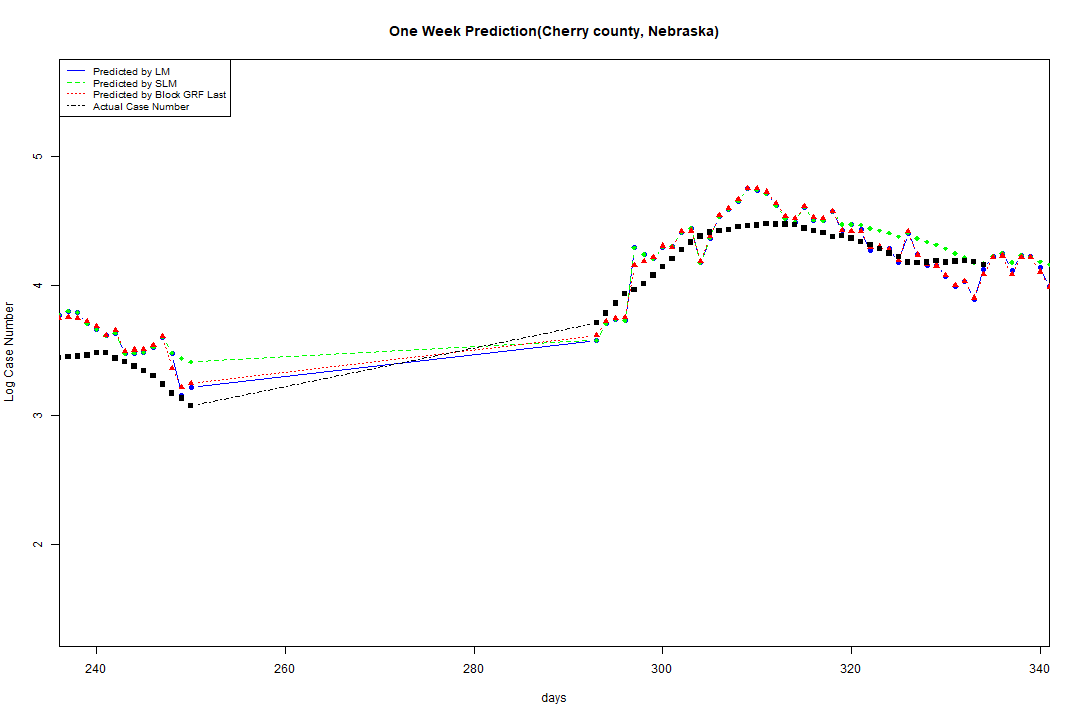 One Week Prediction(Cherry county, Nebraska)
Predicted by LM
Predicted by SLM
Predicted by Block GRF Last
Actual Case Number
5
4
3
2
Log Case Number
240 260 280 300 320 340
days